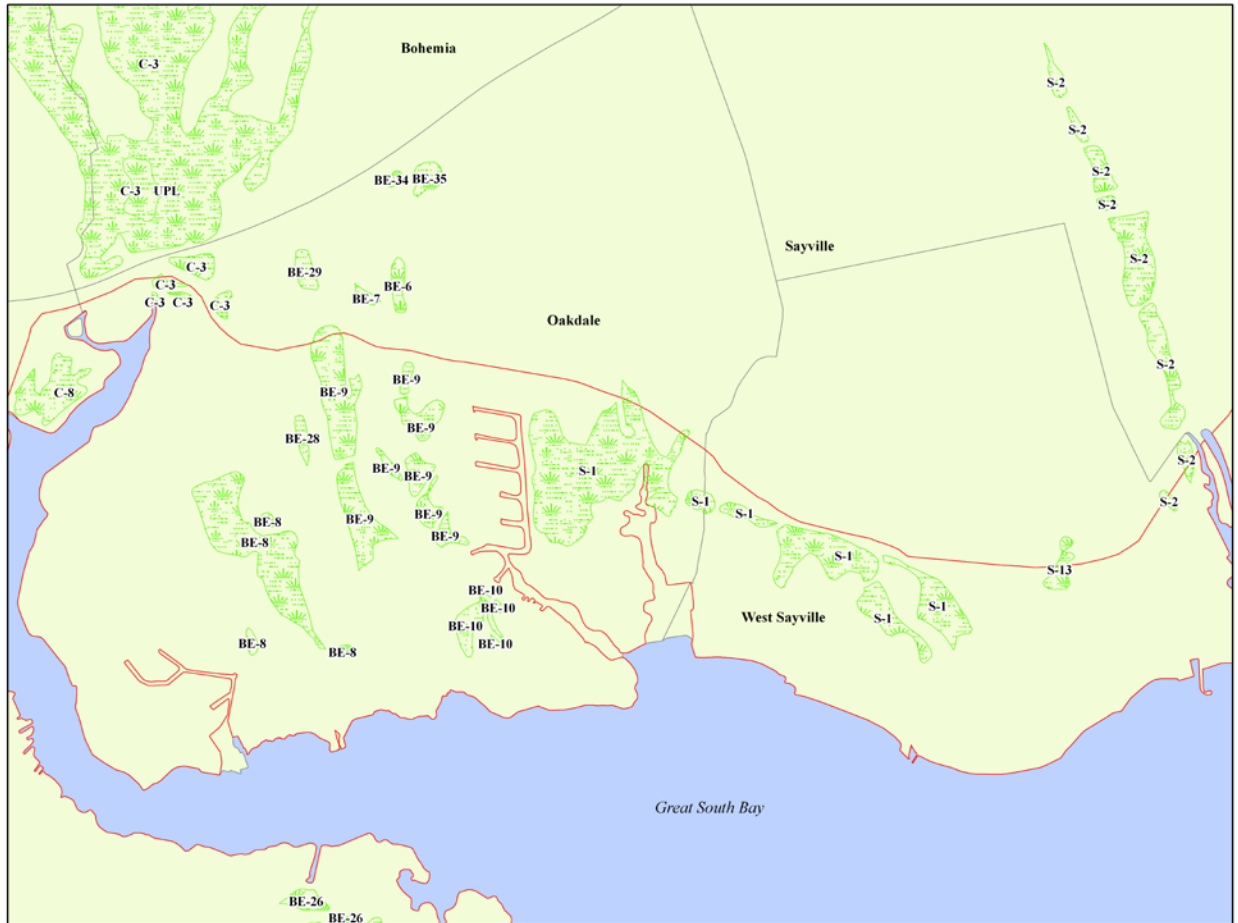 Bohemia
C-3
S-2
S-2
S-2
BE-34 BE-35
C-3 UPL
S-2
Sayville
S-2
C-3
BE-29
C-3
BE-6
BE-7
C-3 C-3 C-3
Oakdale
S-2
BE-9
C-8
BE-9
BE-9
BE-28
S-2
BE-9
BE-9
S-1
S-1
S-2
S-1
BE-9
BE-9
BE-8
BE-9
BE-8
S-1
S-13
BE-10
BE-10
S-1
S-1
West Sayville
BE-10
BE-8
BE-10
BE-8
Great South Bay
BE-26
BE-26